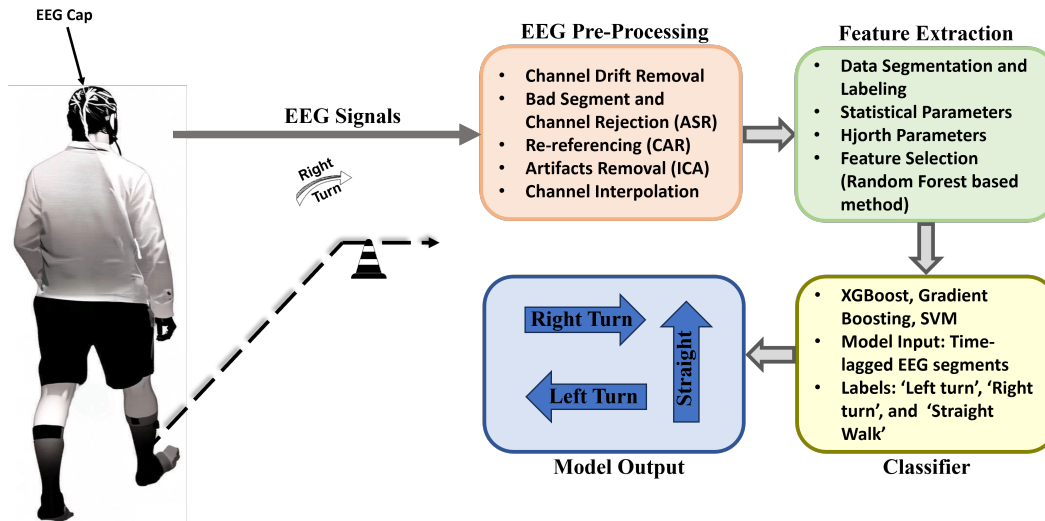 EEG Cap
EEG Signals
Right
Turn
EEG Pre-Processing
• Channel Drift Removal
• Bad Segment and
Channel Rejection (ASR)
• Re-referencing (CAR)
• Artifacts Removal (ICA)
• Channel Interpolation
Feature Extraction
• Data Segmentation and
Labeling
• Statistical Parameters
• Hjorth Parameters
• Feature Selection
(Random Forest based
method)
• XGBoost, Gradient
Boosting, SVM
• Model Input: Time-
lagged EEG segments
• Labels: ‘Left turn’, ‘Right
turn’, and ‘Straight
Walk’
Classifier
Right Turn
Left Turn
Straight
Model Output